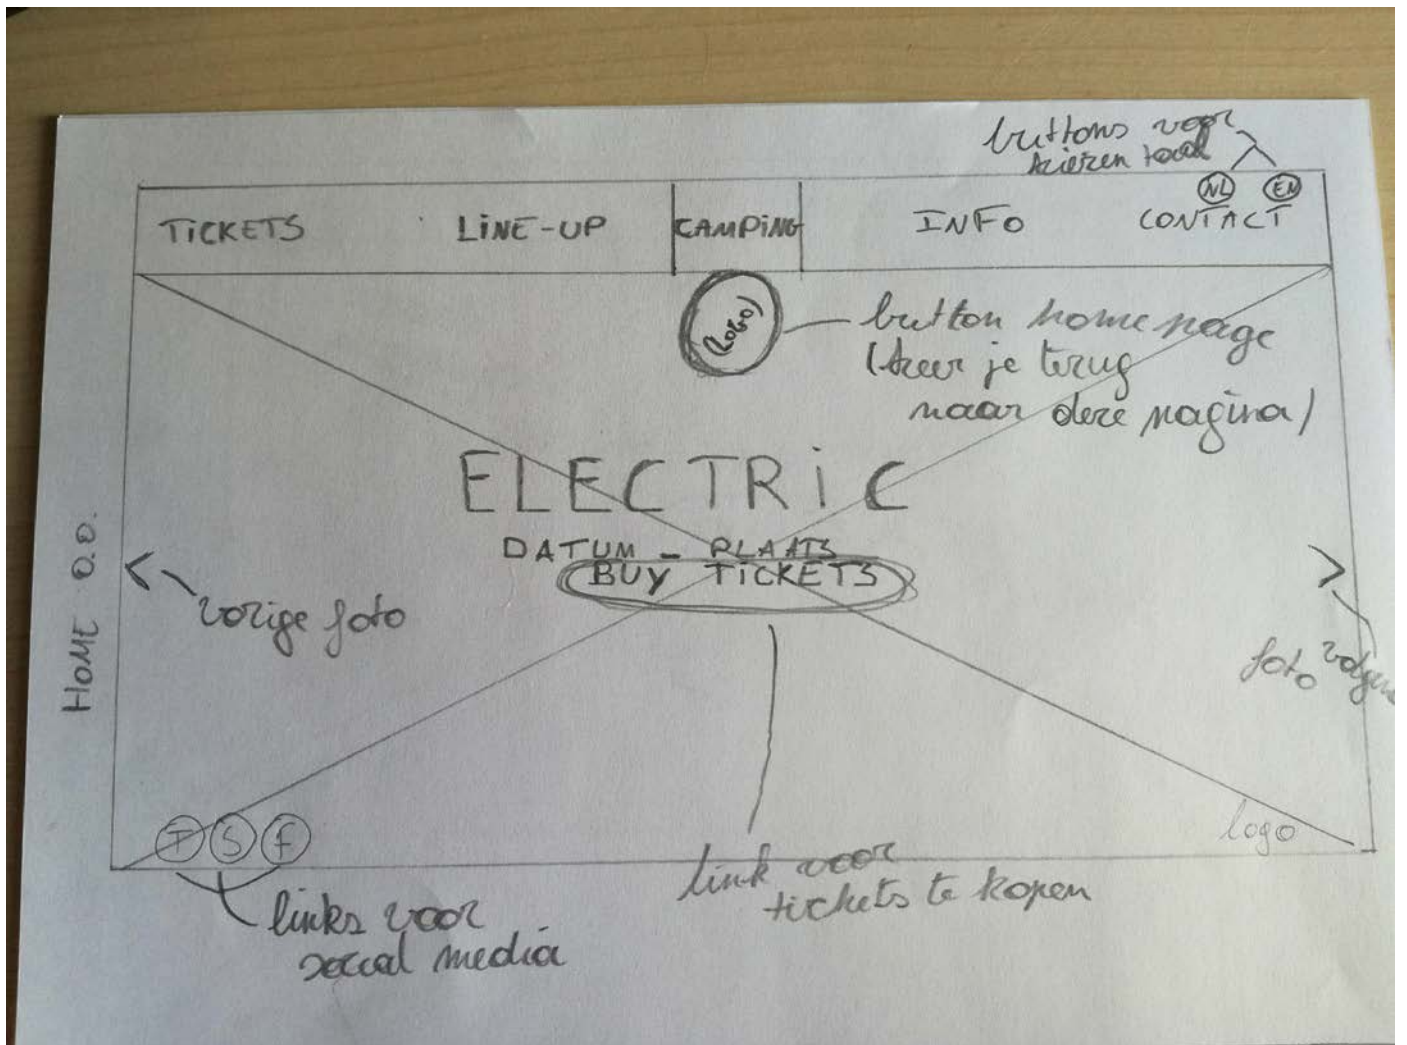 buttons voor
kiezen taal
NL EN
TICKETS LINE-UP CAMPING INFO CONTACT
(LOGO)
button homepage
(keer je terug
naar deze pagina)
ELECTRIC
DATUM - PLAATS
BUY TICKETS
HOME
< >
vorige foto
foto
T S F
logo
links voor
social media
link voor
tickets te kopen